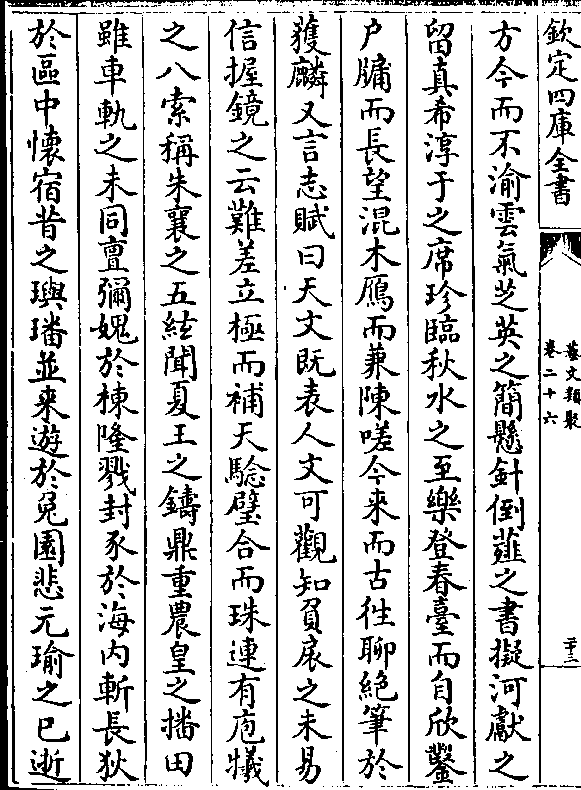 欽定四庫全書
藝文類聚
卷二十六
二十三
方今而不渝雲氣芝英之簡懸針倒薤之書擬河獻之
留真希淳于之席珍臨秋水之至樂登春臺而自欣鑿
户牖而長望混木鴈而兼陳嗟今來而古徃聊絶筆於
獲麟又言志賦曰天文既表人文可觀知負扆之未易
信握鏡之云難差立極而補天驗璧合而珠連有庖犧
之八索稱朱襄之五絃聞夏王之鑄鼎重農皇之播田
雖車軌之未同亶彌媿於棟隆戮封豕於海内斬長狄
於區中懷宿昔之璵璠並來遊於兔園悲元瑜之已逝